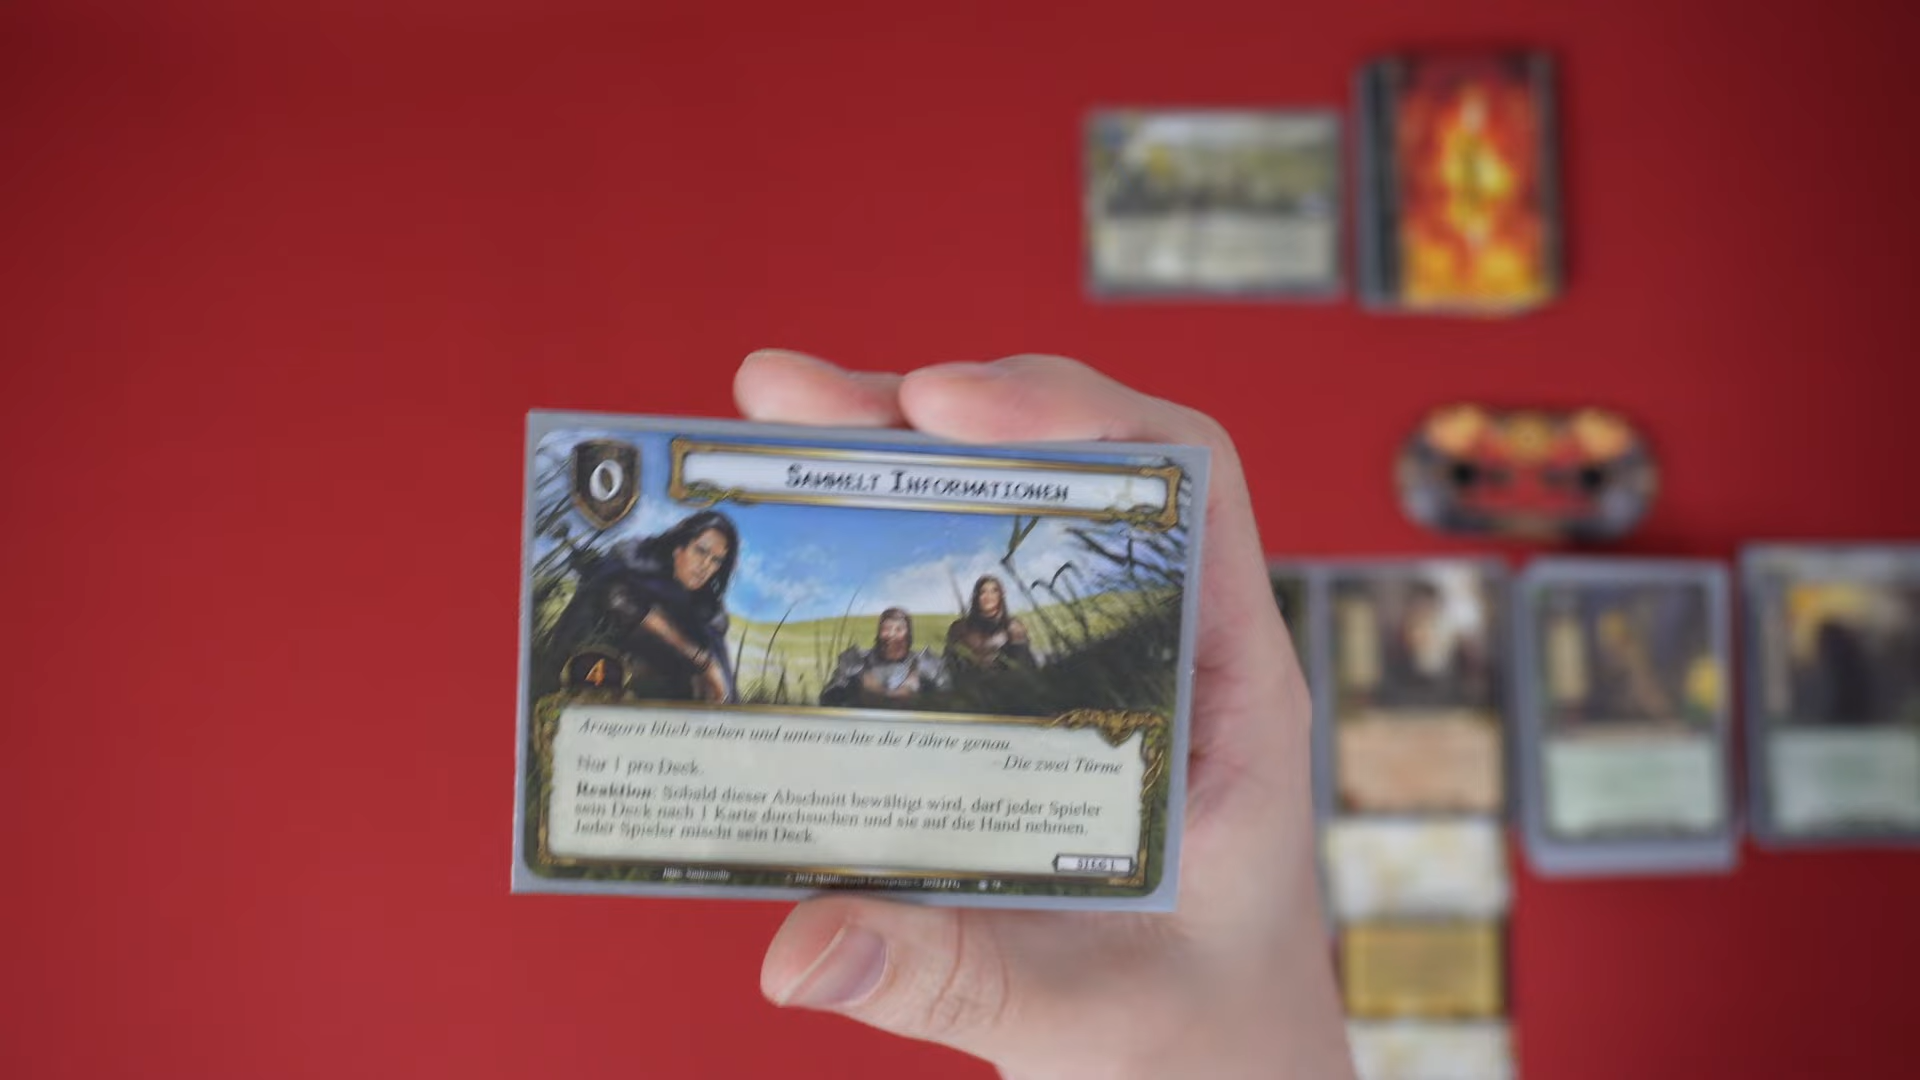 0
Sammelt Informationen
4
Aragorn blieb stehen und untersuchte die Fährte genau.
–Die zwei Türme
Nur 1 pro Deck.
Reaktion: Sobald dieser Abschnitt bewältigt wird, darf jeder Spieler
sein Deck nach 1 Karte durchsuchen und sie auf die Hand nehmen.
Jeder Spieler mischt sein Deck.
SIEG 1.